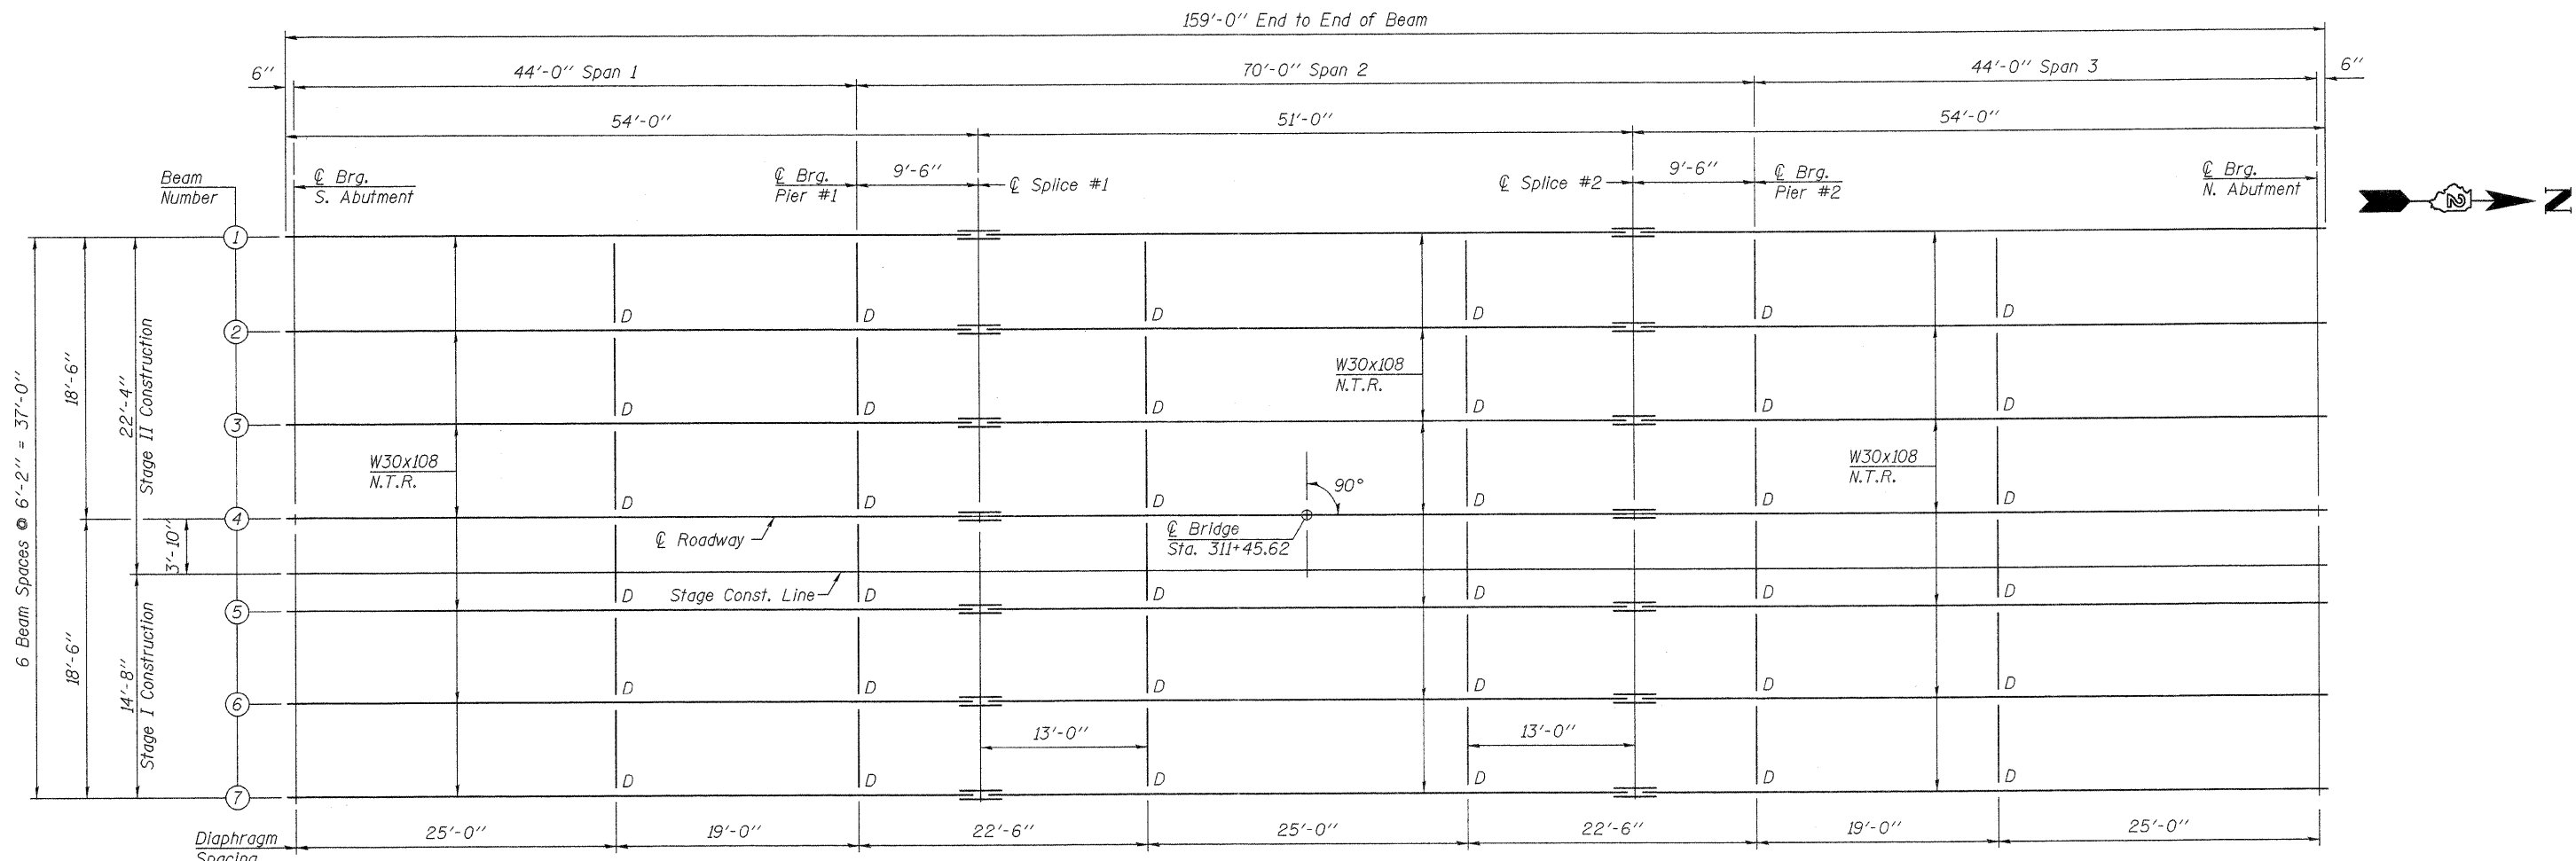 159'-0" End to End of Beam
6" 44'-0" Span 1 70'-0" Span 2 44'-0" Span 3 6"
54'-0" 51'-0" 54'-0"
Beam
Number
℄ Brg.
S. Abutment
℄ Brg.
Pier #1
9'-6"
℄ Splice #1
℄ Splice #2
9'-6"
℄ Brg.
Pier #2
℄ Brg.
N. Abutment
N
1
D D D D D D
2
W30x108
N.T.R.
D D D D D D
3
W30x108
N.T.R.
W30x108
N.T.R.
90°
D D D D D D
4
℄ Roadway
℄ Bridge
Sta. 311+45.62
Stage Const. Line
D D D D D D
5
D D D D D D
6
13'-0" 13'-0"
D D D D D D
7
6 Beam Spaces @ 6'-2" = 37'-0"
18'-6"
18'-6"
22'-4"
Stage II Construction
3'-10"
14'-8"
Stage I Construction
Diaphragm
Spacing
25'-0" 19'-0" 22'-6" 25'-0" 22'-6" 19'-0" 25'-0"